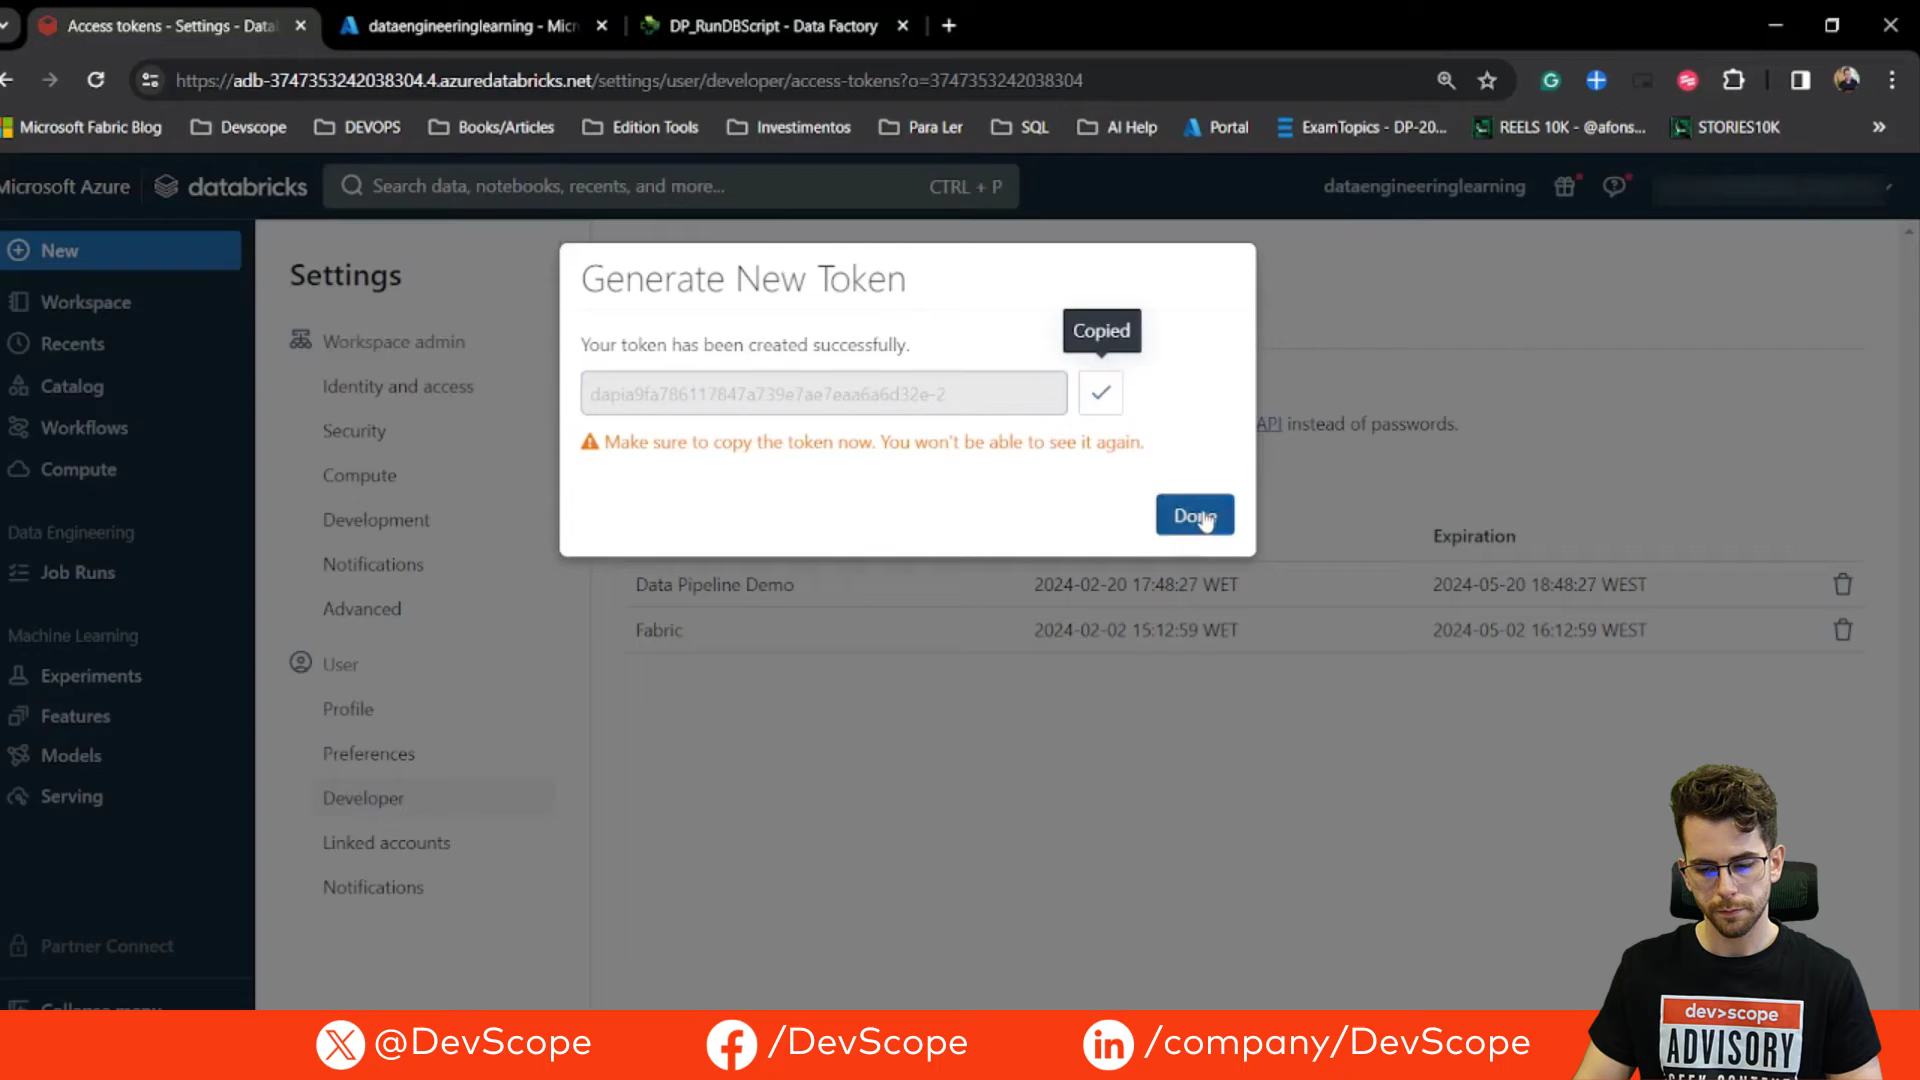 Access tokens - Settings - Data
dataengineeringlearning - Micr
DP_RunDBScript - Data Factory
https://adb-3747353242038304.4.azuredatabricks.net/settings/user/developer/access-tokens?o=3747353242038304
Microsoft Fabric Blog
Devscope
DEVOPS
Books/Articles
Edition Tools
Investimentos
Para Ler
SQL
AI Help
Portal
ExamTopics - DP-20...
REELS 10K - @afons...
STORIES10K
Microsoft Azure
databricks
Search data, notebooks, recents, and more...
CTRL + P
dataengineeringlearning
New
Workspace
Recents
Catalog
Workflows
Compute
Data Engineering
Job Runs
Machine Learning
Experiments
Features
Models
Serving
Partner Connect
Collapse menu
Settings
Workspace admin
Identity and access
Security
Compute
Development
Notifications
Advanced
User
Profile
Preferences
Developer
Linked accounts
Notifications
Generate New Token
Copied
Your token has been created successfully.
dapia9fa786117847a739e7ae7eaa6a6d32e-2
Make sure to copy the token now. You won't be able to see it again.
Done
API instead of passwords.
Expiration
Data Pipeline Demo 2024-02-20 17:48:27 WET 2024-05-20 18:48:27 WEST
Fabric 2024-02-02 15:12:59 WET 2024-05-02 16:12:59 WEST
dev>scope
ADVISORY
@DevScope
/DevScope
/company/DevScope